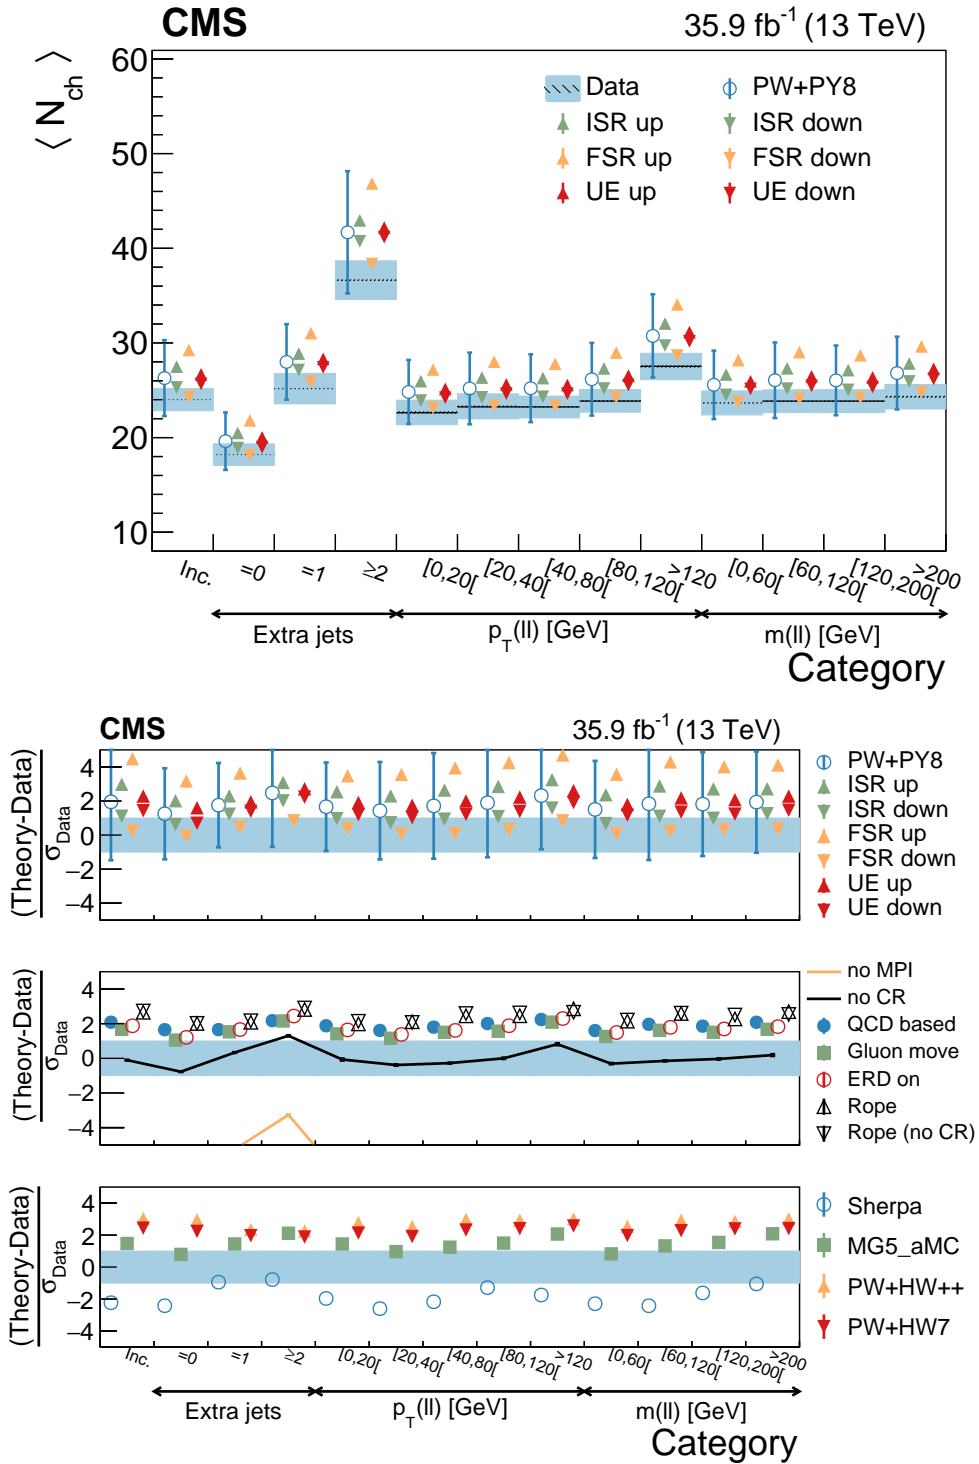 CMS 35.9 fb⁻¹ (13 TeV)
⟨ N_ch ⟩
60
50
40
30
20
10
Data PW+PY8
ISR up ISR down
FSR up FSR down
UE up UE down
Inc. =0 =1 ≥2 [0,20[ [20,40[ [40,80[ [80,120[ >120 [0,60[ [60,120[ [120,200[ >200
Extra jets p_T(ll) [GeV] m(ll) [GeV]
Category
CMS 35.9 fb⁻¹ (13 TeV)
(Theory-Data)
σ_Data
4
2
0
−2
−4
PW+PY8
ISR up
ISR down
FSR up
FSR down
UE up
UE down
(Theory-Data)
σ_Data
4
2
0
−2
−4
no MPI
no CR
QCD based
Gluon move
ERD on
Rope
Rope (no CR)
(Theory-Data)
σ_Data
4
2
0
−2
−4
Sherpa
MG5_aMC
PW+HW++
PW+HW7
Inc. =0 =1 ≥2 [0,20[ [20,40[ [40,80[ [80,120[ >120 [0,60[ [60,120[ [120,200[ >200
Extra jets p_T(ll) [GeV] m(ll) [GeV]
Category